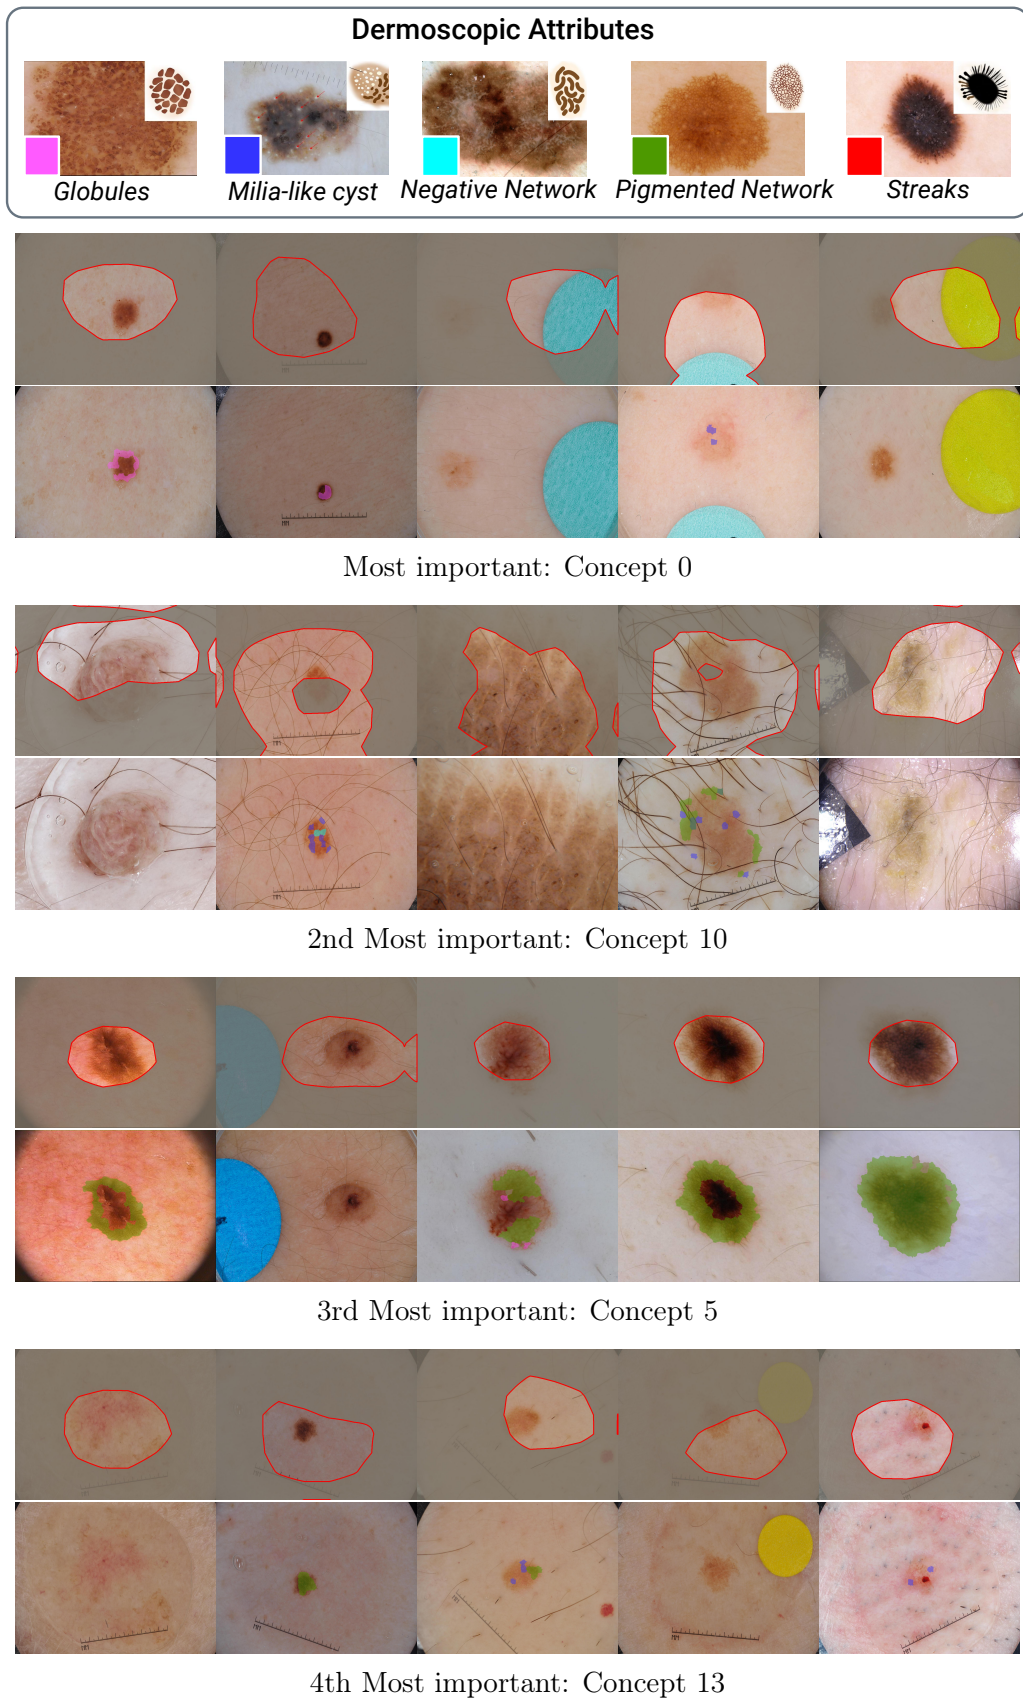 Dermoscopic Attributes
Globules
Milia-like cyst
Negative Network
Pigmented Network
Streaks
Most important: Concept 0
2nd Most important: Concept 10
3rd Most important: Concept 5
4th Most important: Concept 13